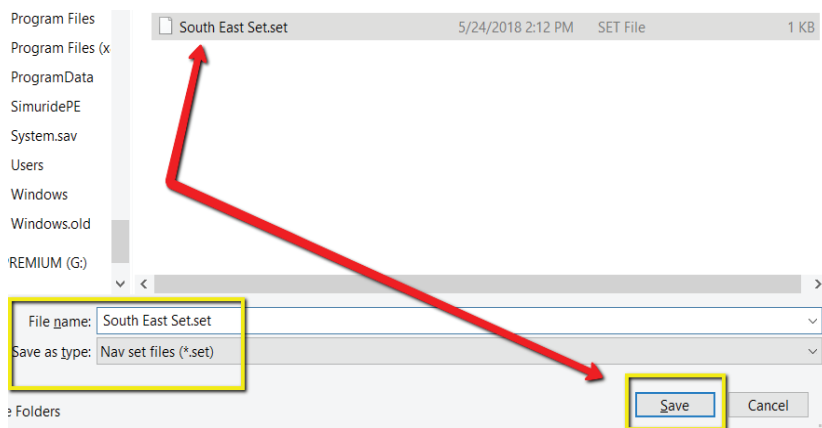 Program Files
South East Set.set 5/24/2018 2:12 PM SET File 1 KB
Program Files (x
ProgramData
SimuridePE
System.sav
Users
Windows
Windows.old
REMIUM (G:)
File name: South East Set.set
Save as type: Nav set files (*.set)
e Folders
Save Cancel